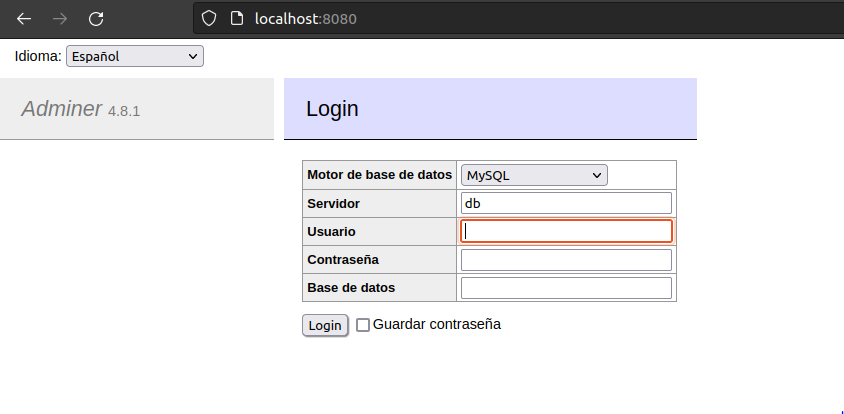 localhost:8080
Idioma: Español
Adminer 4.8.1
Login
Motor de base de datos MySQL
Servidor db
Usuario
Contraseña
Base de datos
Login Guardar contraseña